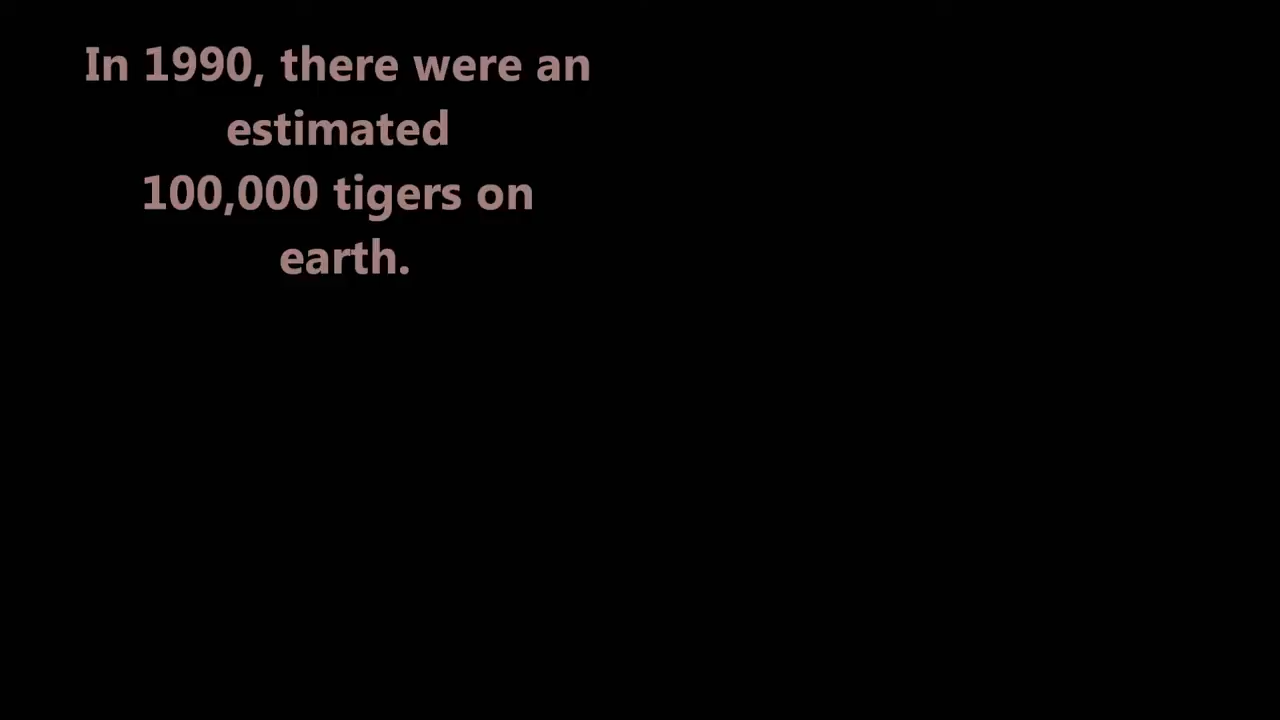 In 1990, there were an
estimated
100,000 tigers on
earth.